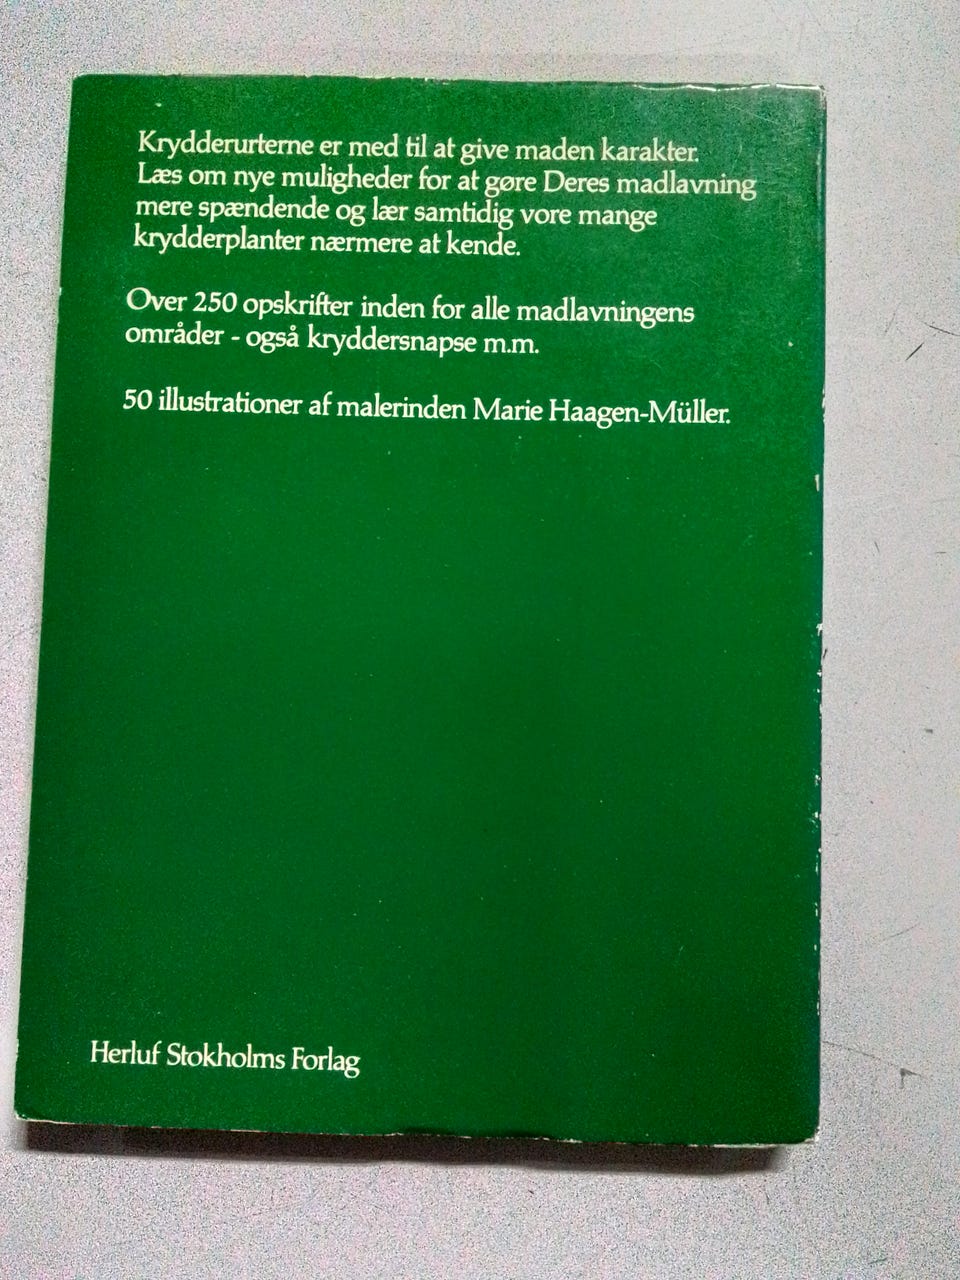 Krydderurterne er med til at give maden karakter.
Læs om nye muligheder for at gøre Deres madlavning
mere spændende og lær samtidig vore mange
krydderplanter nærmere at kende.
Over 250 opskrifter inden for alle madlavningens
områder - også kryddersnapse m.m.
50 illustrationer af malerinden Marie Haagen-Müller.
Herluf Stokholms Forlag